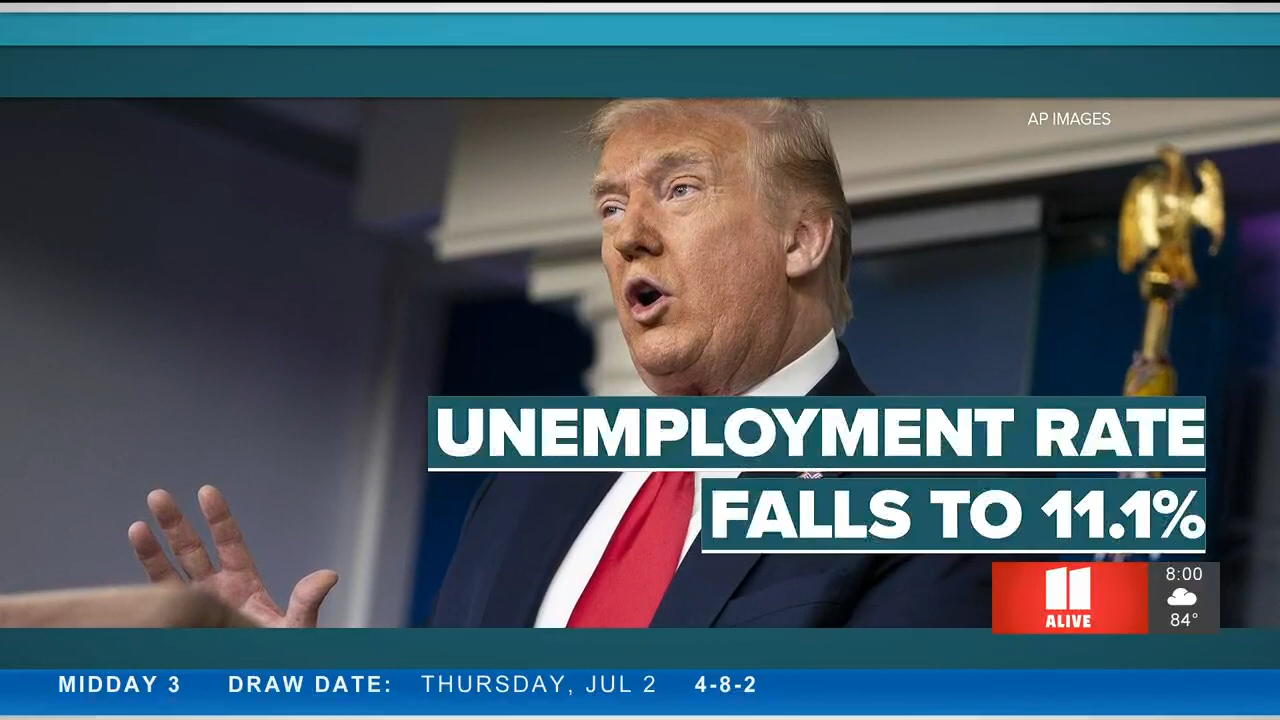 AP IMAGES
UNEMPLOYMENT RATE
FALLS TO 11.1%
11
ALIVE
8:00
84°
MIDDAY 3 DRAW DATE: THURSDAY, JUL 2 4-8-2